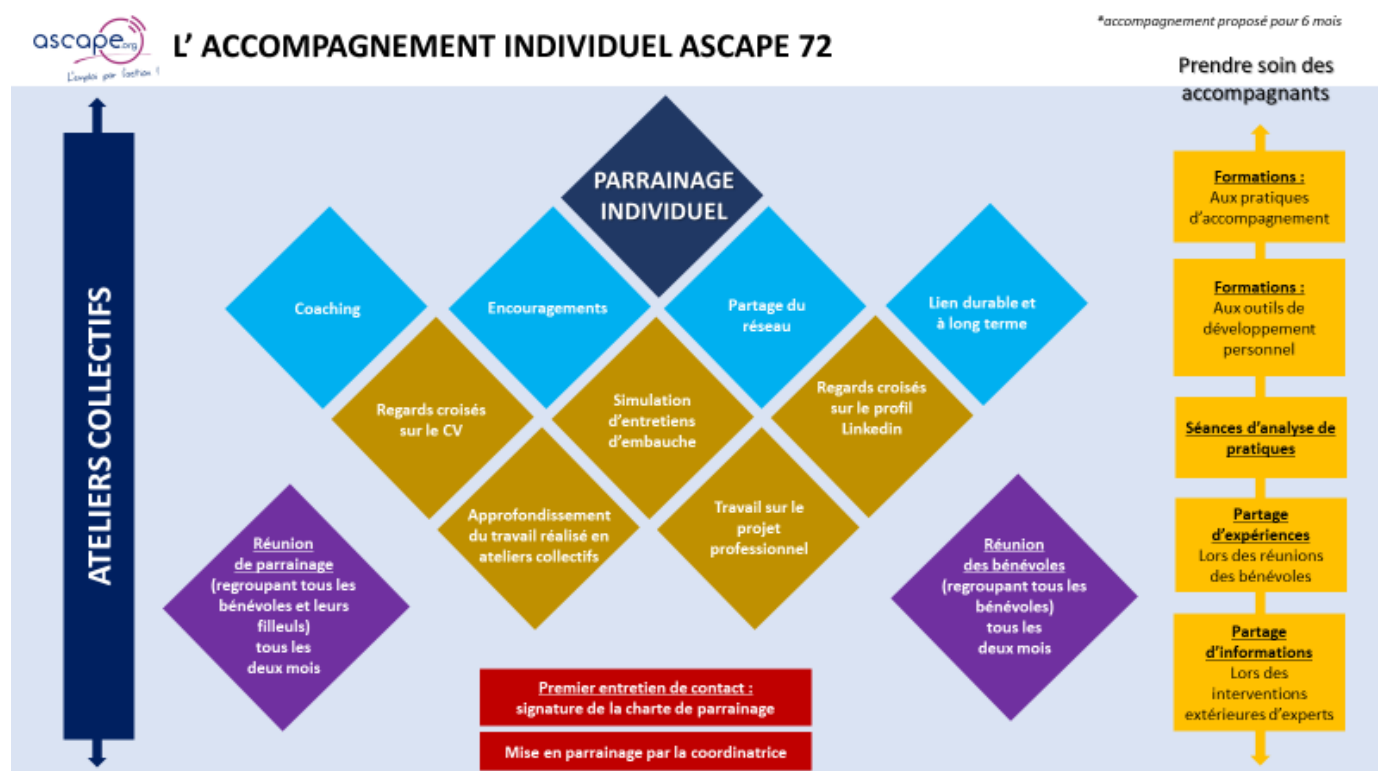 *accompagnement proposé pour 6 mois
ascape.org
L'emploi par l'action !
L' ACCOMPAGNEMENT INDIVIDUEL ASCAPE 72
Prendre soin des
accompagnants
ATELIERS COLLECTIFS
PARRAINAGE
INDIVIDUEL
Coaching
Encouragements
Partage du
réseau
Lien durable et
à long terme
Regards croisés
sur le CV
Simulation
d'entretiens
d'embauche
Regards croisés
sur le profil
Linkedin
Approfondissement
du travail réalisé en
ateliers collectifs
Travail sur le
projet
professionnel
Réunion
de parrainage
(regroupant tous les
bénévoles et leurs
filleuls)
tous les
deux mois
Réunion
des bénévoles
(regroupant tous les
bénévoles)
tous les
deux mois
Premier entretien de contact :
signature de la charte de parrainage
Mise en parrainage par la coordinatrice
Formations :
Aux pratiques
d'accompagnement
Formations :
Aux outils de
développement
personnel
Séances d'analyse de
pratiques
Partage
d'expériences
Lors des réunions
des bénévoles
Partage
d'informations
Lors des
interventions
extérieures d'experts